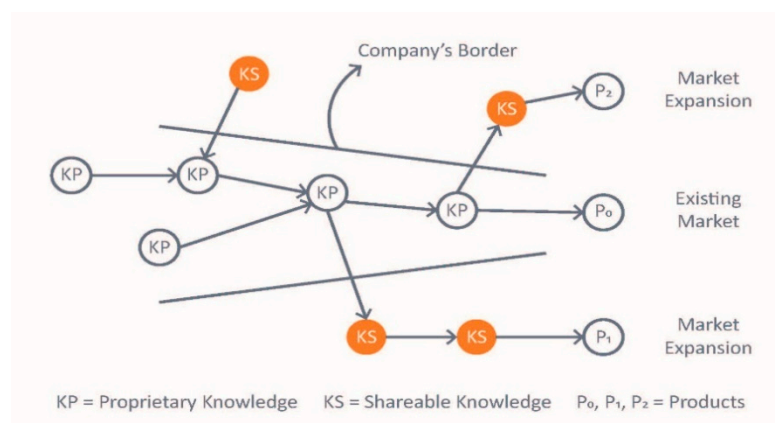 Company's Border
KS
KS
P₂
Market
Expansion
KP
KP
KP
KP
P₀
Existing
Market
KP
KS
KS
P₁
Market
Expansion
KP = Proprietary Knowledge KS = Shareable Knowledge P₀, P₁, P₂ = Products